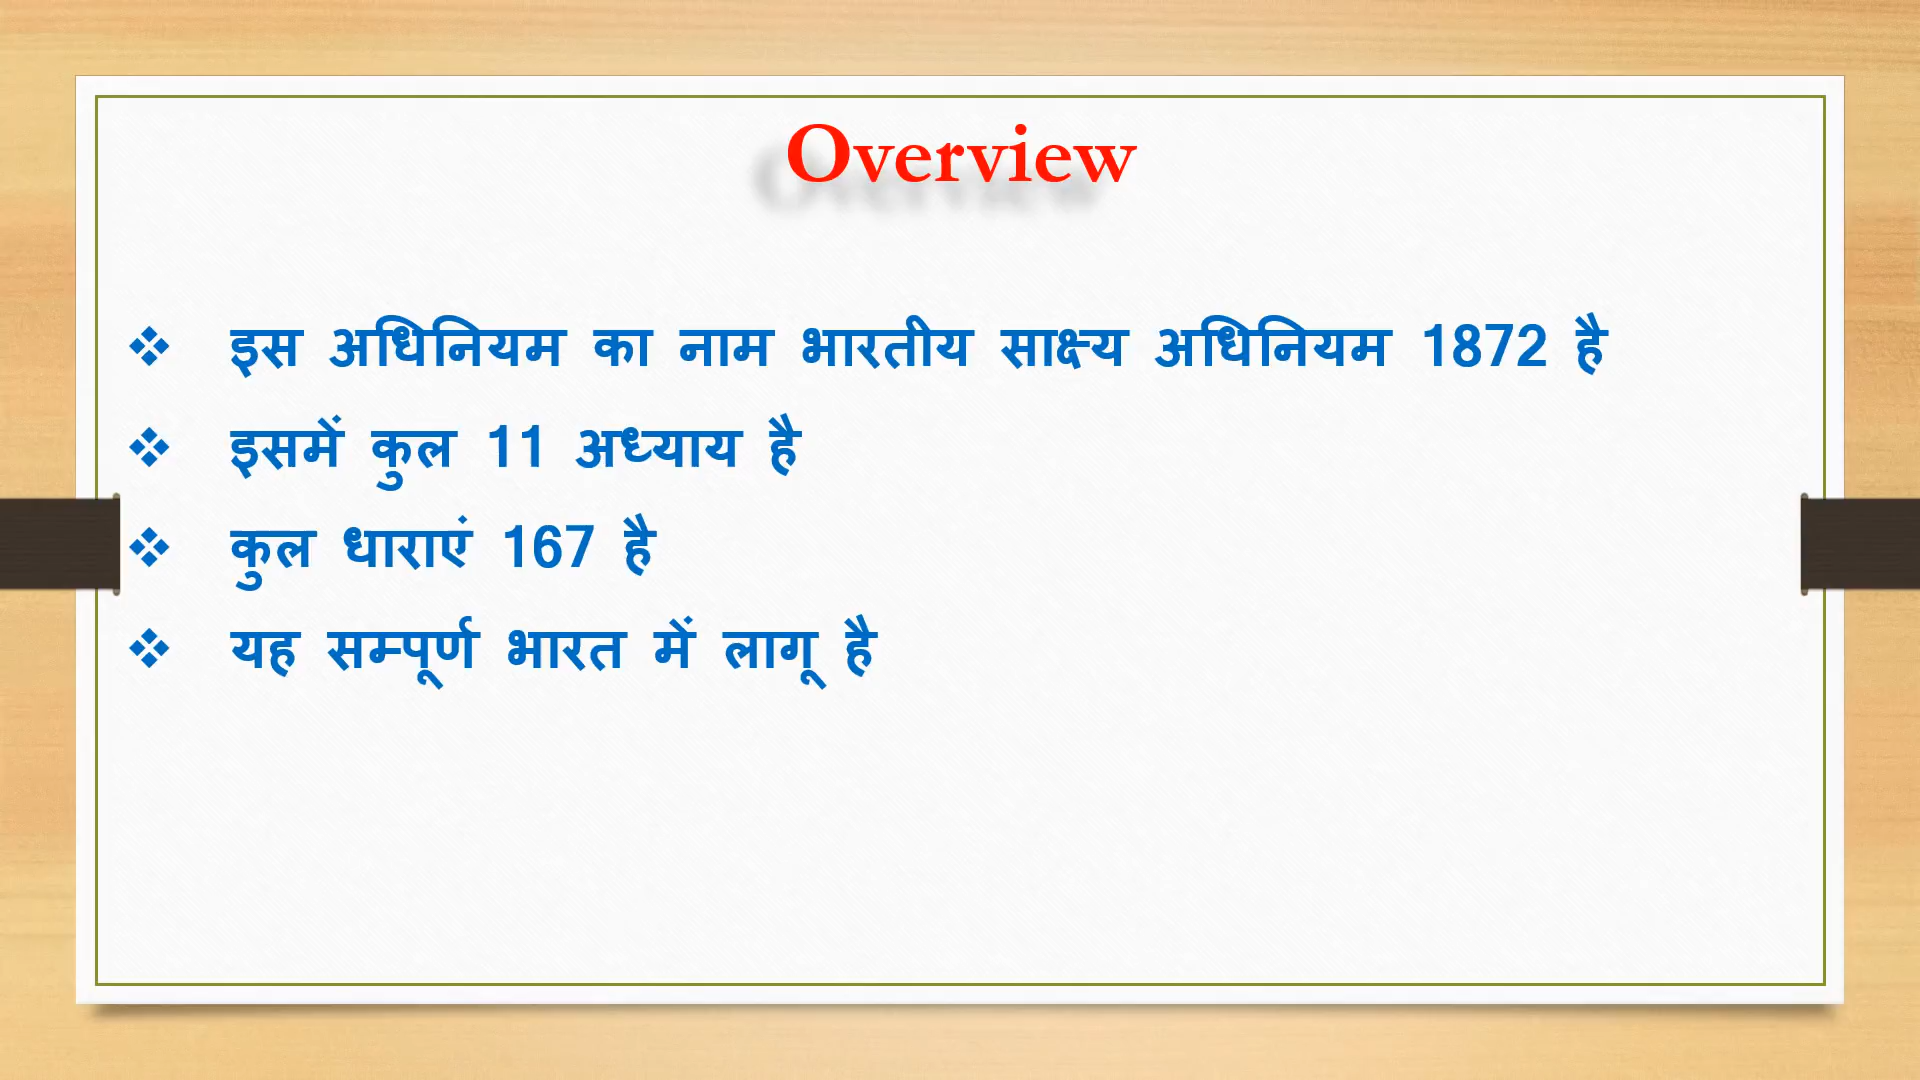 Overview
❖ इस अधिनियम का नाम भारतीय साक्ष्य अधिनियम 1872 है
❖ इसमें कुल 11 अध्याय है
❖ कुल धाराएं 167 है
❖ यह सम्पूर्ण भारत में लागू है